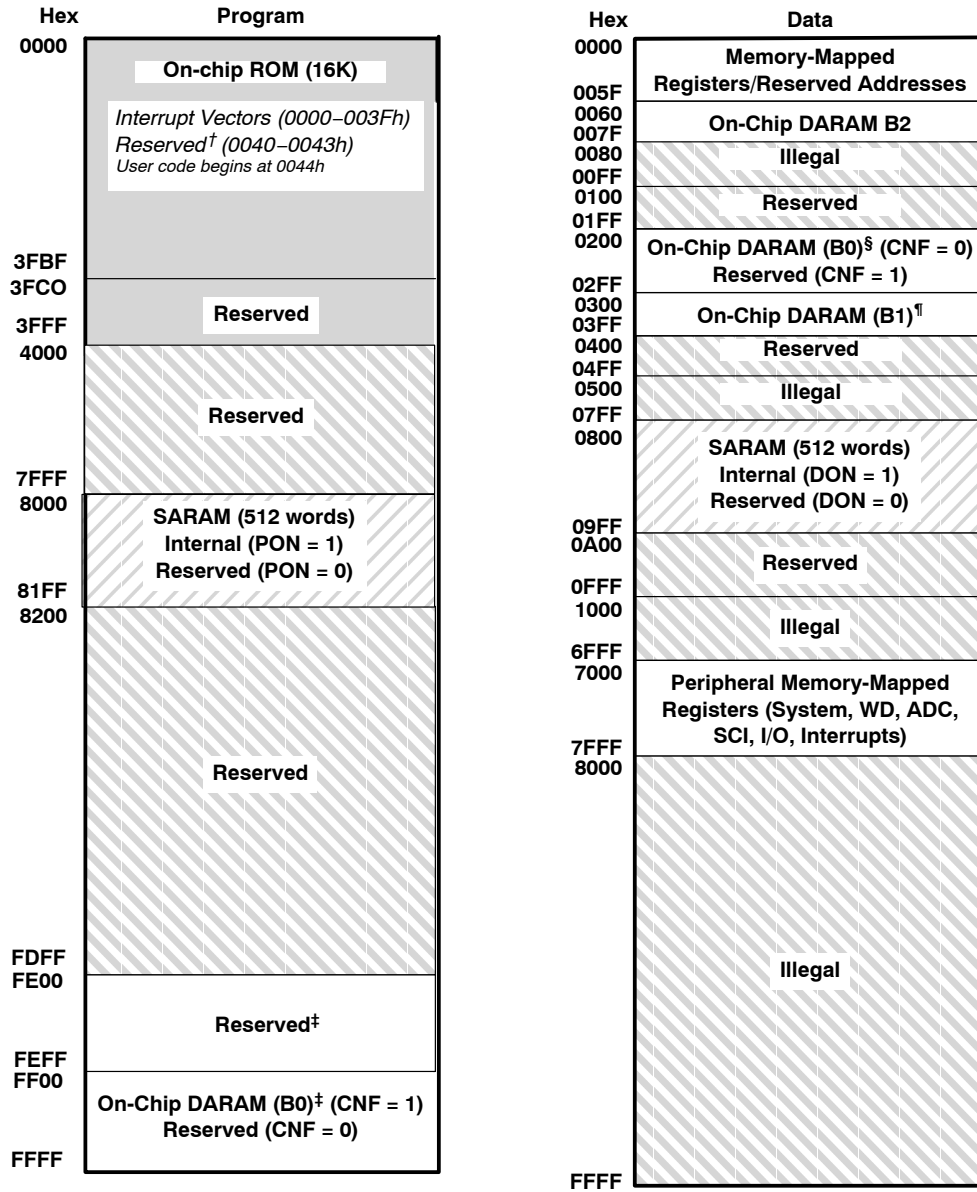 Hex Program
0000
On-chip ROM (16K)
Interrupt Vectors (0000–003Fh)
Reserved† (0040–0043h)
User code begins at 0044h
3FBF
3FCO
Reserved
3FFF
4000
Reserved
7FFF
8000
SARAM (512 words)
Internal (PON = 1)
Reserved (PON = 0)
81FF
8200
Reserved
FDFF
FE00
Reserved‡
FEFF
FF00
On-Chip DARAM (B0)‡ (CNF = 1)
Reserved (CNF = 0)
FFFF
Hex Data
0000
Memory-Mapped
Registers/Reserved Addresses
005F
0060
On-Chip DARAM B2
007F
0080
Illegal
00FF
0100
Reserved
01FF
0200
On-Chip DARAM (B0)§ (CNF = 0)
Reserved (CNF = 1)
02FF
0300
On-Chip DARAM (B1)¶
03FF
0400
Reserved
04FF
0500
Illegal
07FF
0800
SARAM (512 words)
Internal (DON = 1)
Reserved (DON = 0)
09FF
0A00
Reserved
0FFF
1000
Illegal
6FFF
7000
Peripheral Memory-Mapped
Registers (System, WD, ADC,
SCI, I/O, Interrupts)
7FFF
8000
Illegal
FFFF